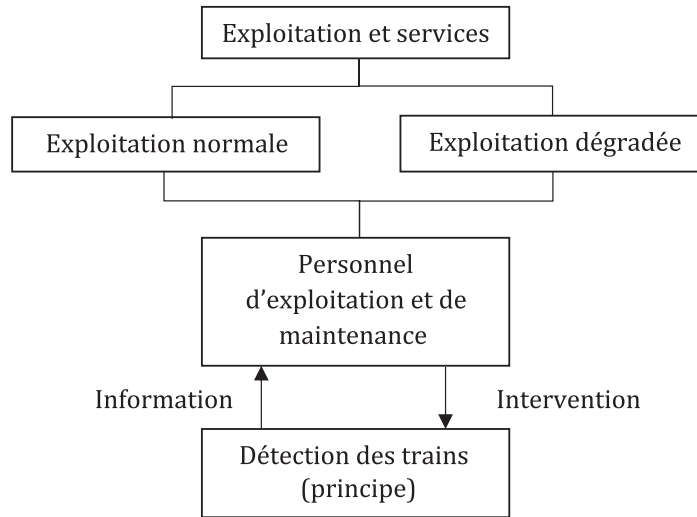 Exploitation et services
Exploitation normale
Exploitation dégradée
Personnel
d’exploitation et de
maintenance
Information
Intervention
Détection des trains
(principe)